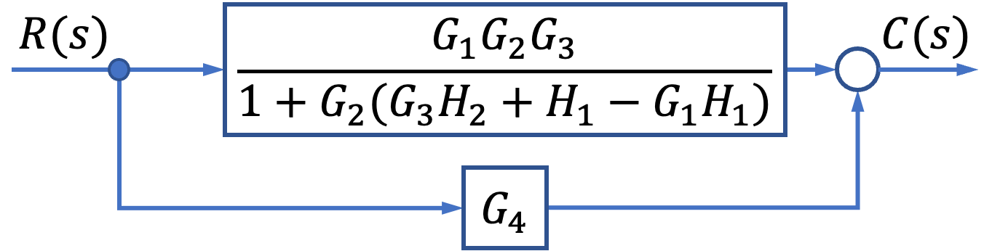 R(s)
G₁G₂G₃
1 + G₂(G₃H₂ + H₁ − G₁H₁)
C(s)
G₄